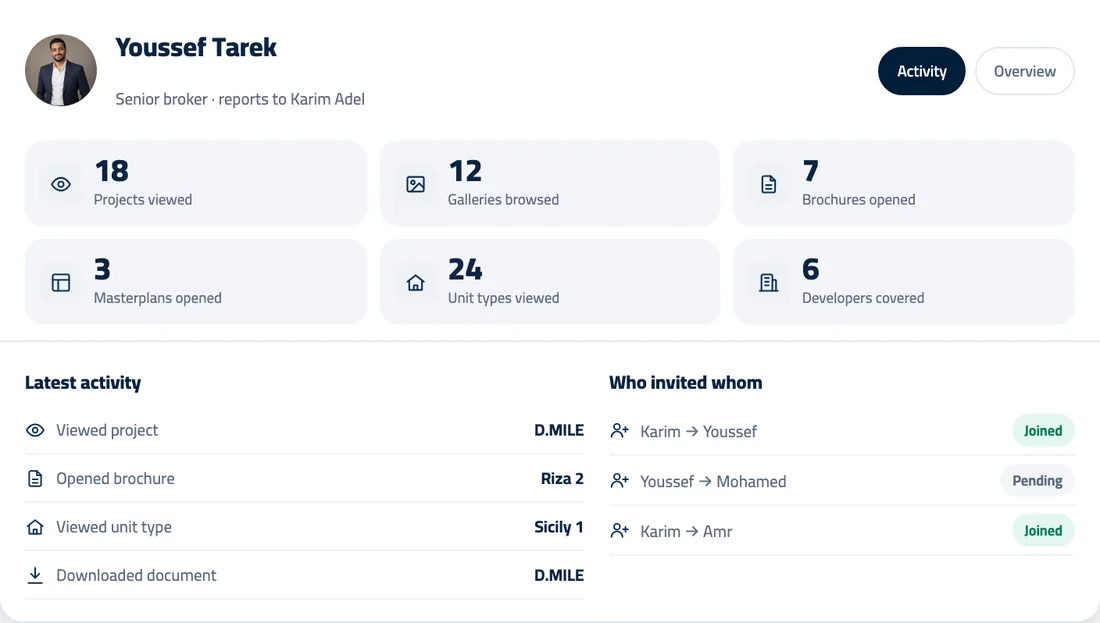 Youssef Tarek
Senior broker · reports to Karim Adel
Activity
Overview
18
Projects viewed
12
Galleries browsed
7
Brochures opened
3
Masterplans opened
24
Unit types viewed
6
Developers covered
Latest activity
Viewed project D.MILE
Opened brochure Riza 2
Viewed unit type Sicily 1
Downloaded document D.MILE
Who invited whom
Karim → Youssef Joined
Youssef → Mohamed Pending
Karim → Amr Joined